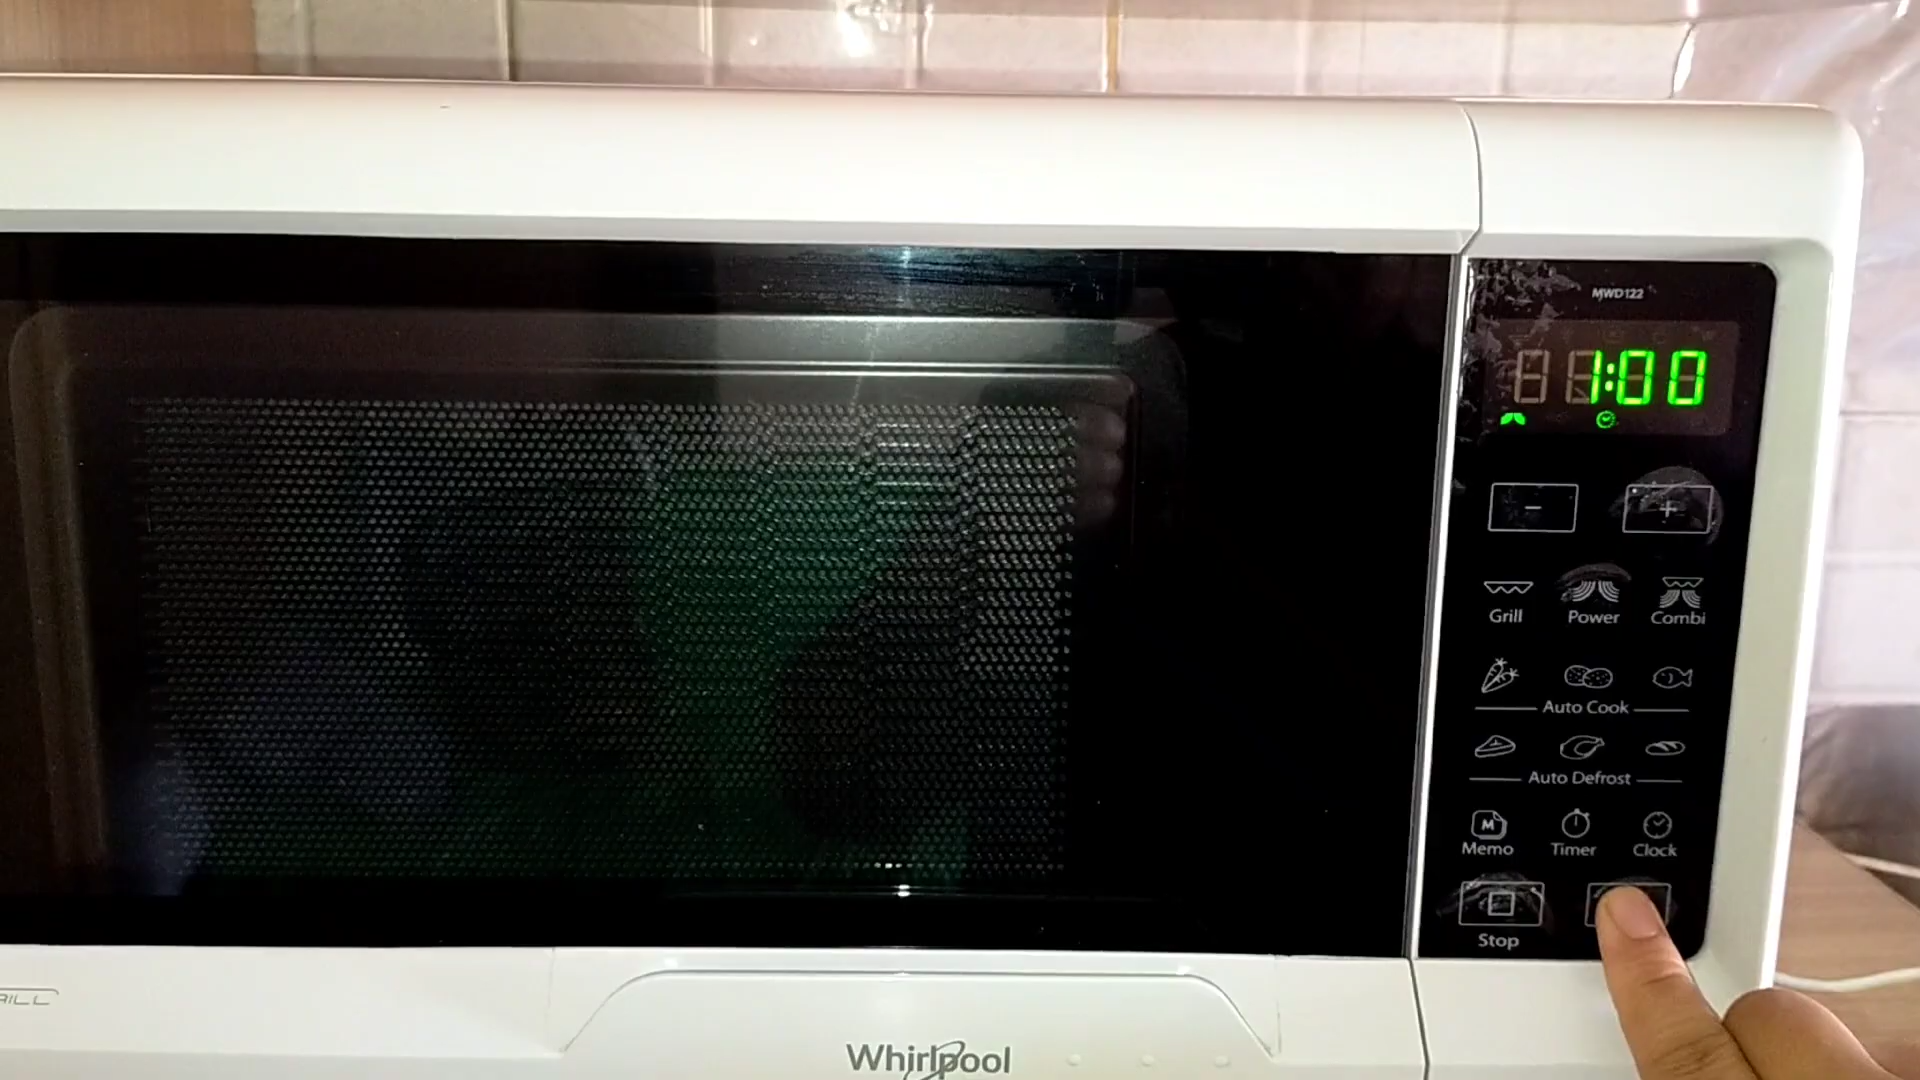 MWD122
1:00
-
+
Grill Power Combi
Auto Cook
Auto Defrost
M
Memo Timer Clock
Stop
Whirlpool